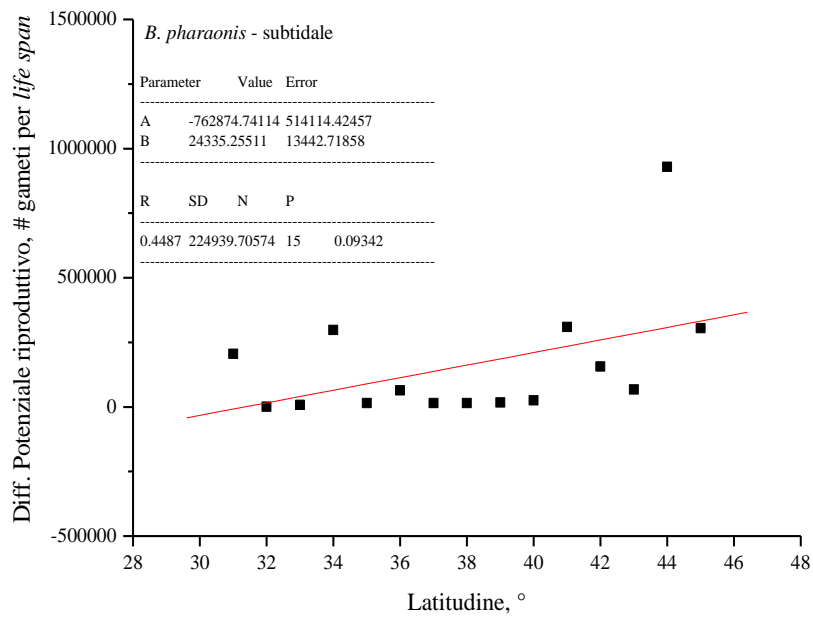 B. pharaonis - subtidale
Parameter Value Error
------------------------------------------------------------
A -762874.74114 514114.42457
B 24335.25511 13442.71858
------------------------------------------------------------
R SD N P
------------------------------------------------------------
0.4487 224939.70574 15 0.09342
------------------------------------------------------------
Diff. Potenziale riproduttivo, # gameti per life span
1500000
1000000
500000
0
-500000
28 30 32 34 36 38 40 42 44 46 48
Latitudine, °